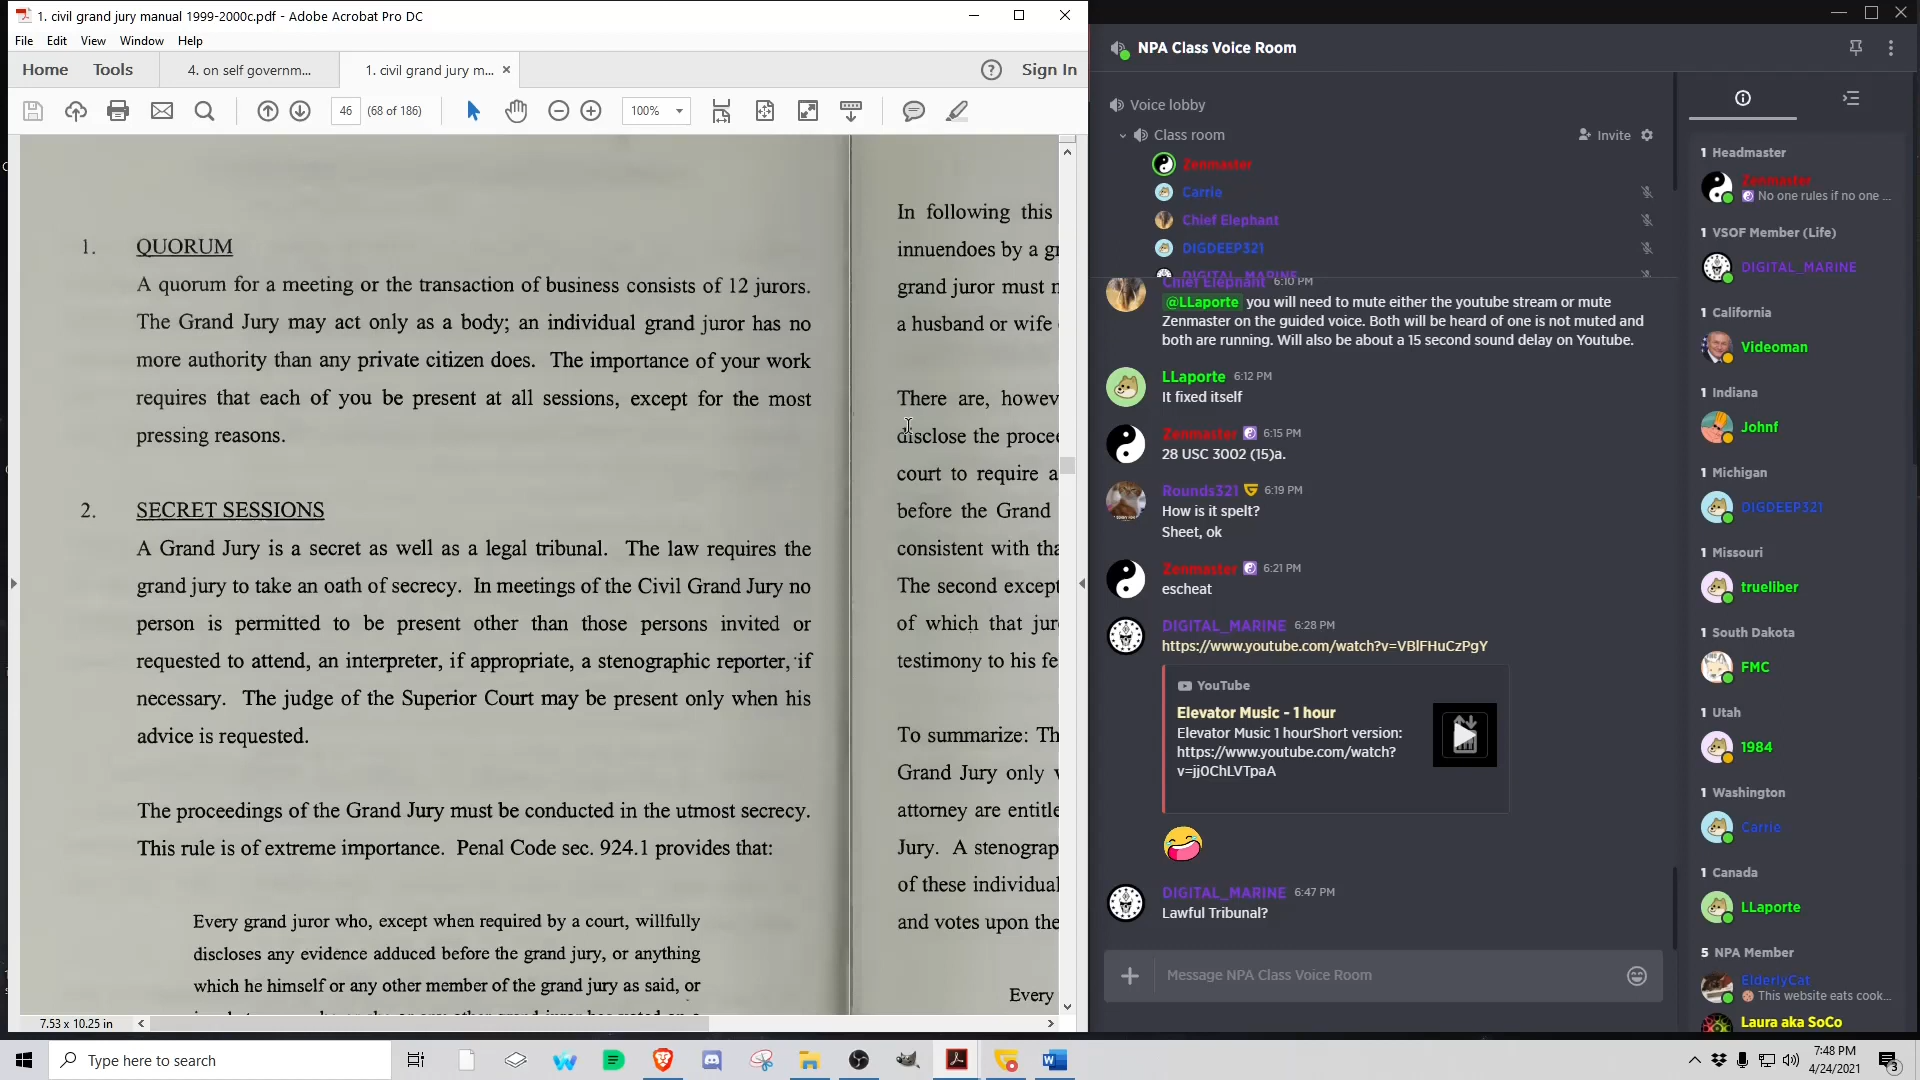 1. civil grand jury manual 1999-2000c.pdf - Adobe Acrobat Pro DC
File Edit View Window Help
Home Tools 4. on self governm... 1. civil grand jury m... × Sign In
46 (68 of 186) 100%
1. QUORUM
A quorum for a meeting or the transaction of business consists of 12 jurors.
The Grand Jury may act only as a body; an individual grand juror has no
more authority than any private citizen does. The importance of your work
requires that each of you be present at all sessions, except for the most
pressing reasons.
2. SECRET SESSIONS
A Grand Jury is a secret as well as a legal tribunal. The law requires the
grand jury to take an oath of secrecy. In meetings of the Civil Grand Jury no
person is permitted to be present other than those persons invited or
requested to attend, an interpreter, if appropriate, a stenographic reporter, if
necessary. The judge of the Superior Court may be present only when his
advice is requested.
The proceedings of the Grand Jury must be conducted in the utmost secrecy.
This rule is of extreme importance. Penal Code sec. 924.1 provides that:
Every grand juror who, except when required by a court, willfully
discloses any evidence adduced before the grand jury, or anything
which he himself or any other member of the grand jury as said, or
In following this
innuendoes by a gr
grand juror must
a husband or wife
There are, howev
disclose the procee
court to require a
before the Grand
consistent with tha
The second except
of which that jur
testimony to his fe
To summarize: Th
Grand Jury only
attorney are entitle
Jury. A stenograp
of these individual
and votes upon the
Every
7.53 x 10.25 in
NPA Class Voice Room
Voice lobby
Class room Invite
Zenmaster
Carrie
Chief Elephant
DIGDEEP321
DIGITAL_MARINE
Chief Elephant 6:10 PM
@LLaporte you will need to mute either the youtube stream or mute
Zenmaster on the guided voice. Both will be heard of one is not muted and
both are running. Will also be about a 15 second sound delay on Youtube.
LLaporte 6:12 PM
It fixed itself
Zenmaster 6:15 PM
28 USC 3002 (15)a.
Rounds321 6:19 PM
How is it spelt?
Sheet, ok
Zenmaster 6:21 PM
escheat
DIGITAL_MARINE 6:28 PM
https://www.youtube.com/watch?v=VBlFHuCzPgY
YouTube
Elevator Music - 1 hour
Elevator Music 1 hourShort version:
https://www.youtube.com/watch?
v=jj0ChLVTpaA
DIGITAL_MARINE 6:47 PM
Lawful Tribunal?
Message NPA Class Voice Room
1 Headmaster
Zenmaster
No one rules if no one ...
1 VSOF Member (Life)
DIGITAL_MARINE
1 California
Videoman
1 Indiana
Johnf
1 Michigan
DIGDEEP321
1 Missouri
trueliber
1 South Dakota
FMC
1 Utah
1984
1 Washington
Carrie
1 Canada
LLaporte
5 NPA Member
ElderlyCat
This website eats cook...
Laura aka SoCo
Type here to search
7:48 PM
4/24/2021
3